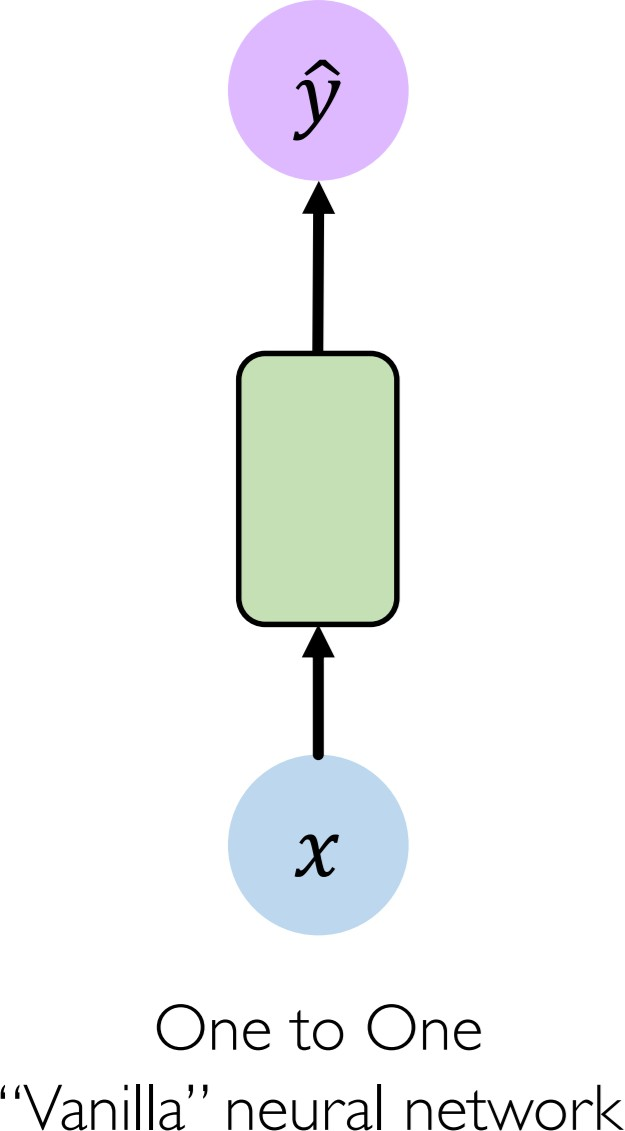 ŷ
x
One to One
“Vanilla” neural network